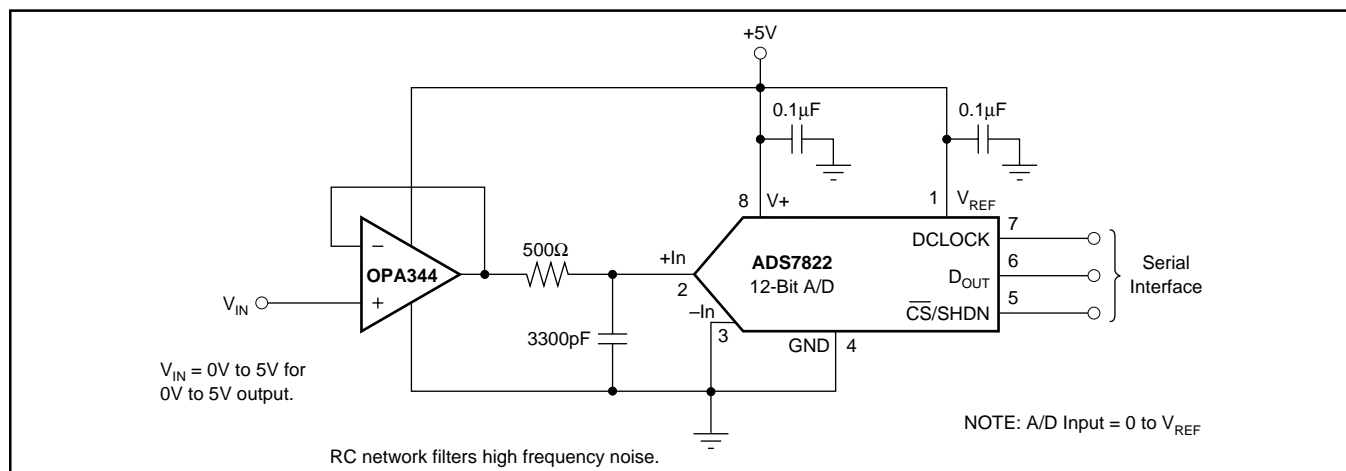 +5V
0.1µF
0.1µF
8
V+
1
VREF
7
DCLOCK
–
OPA344
+
500Ω
+In
2
ADS7822
12-Bit A/D
6
DOUT
Serial
Interface
5
CS/SHDN
VIN
–In
3
3300pF
GND
4
VIN = 0V to 5V for
0V to 5V output.
NOTE: A/D Input = 0 to VREF
RC network filters high frequency noise.